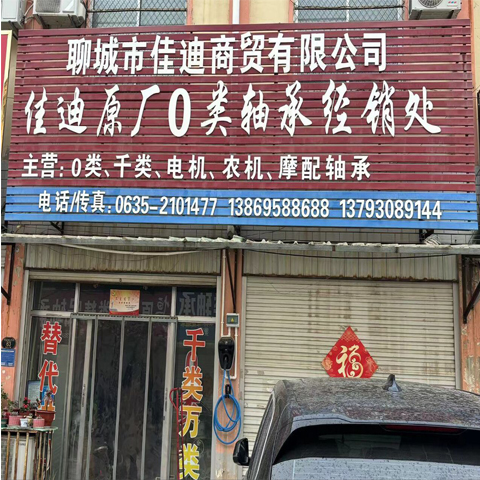 聊城市佳迪商贸有限公司
佳迪原厂0类轴承经销处
主营:0类、千类、电机、农机、摩配轴承
电话/传真:0635-2101477 13869588688 13793089144
替代
千类万类
福